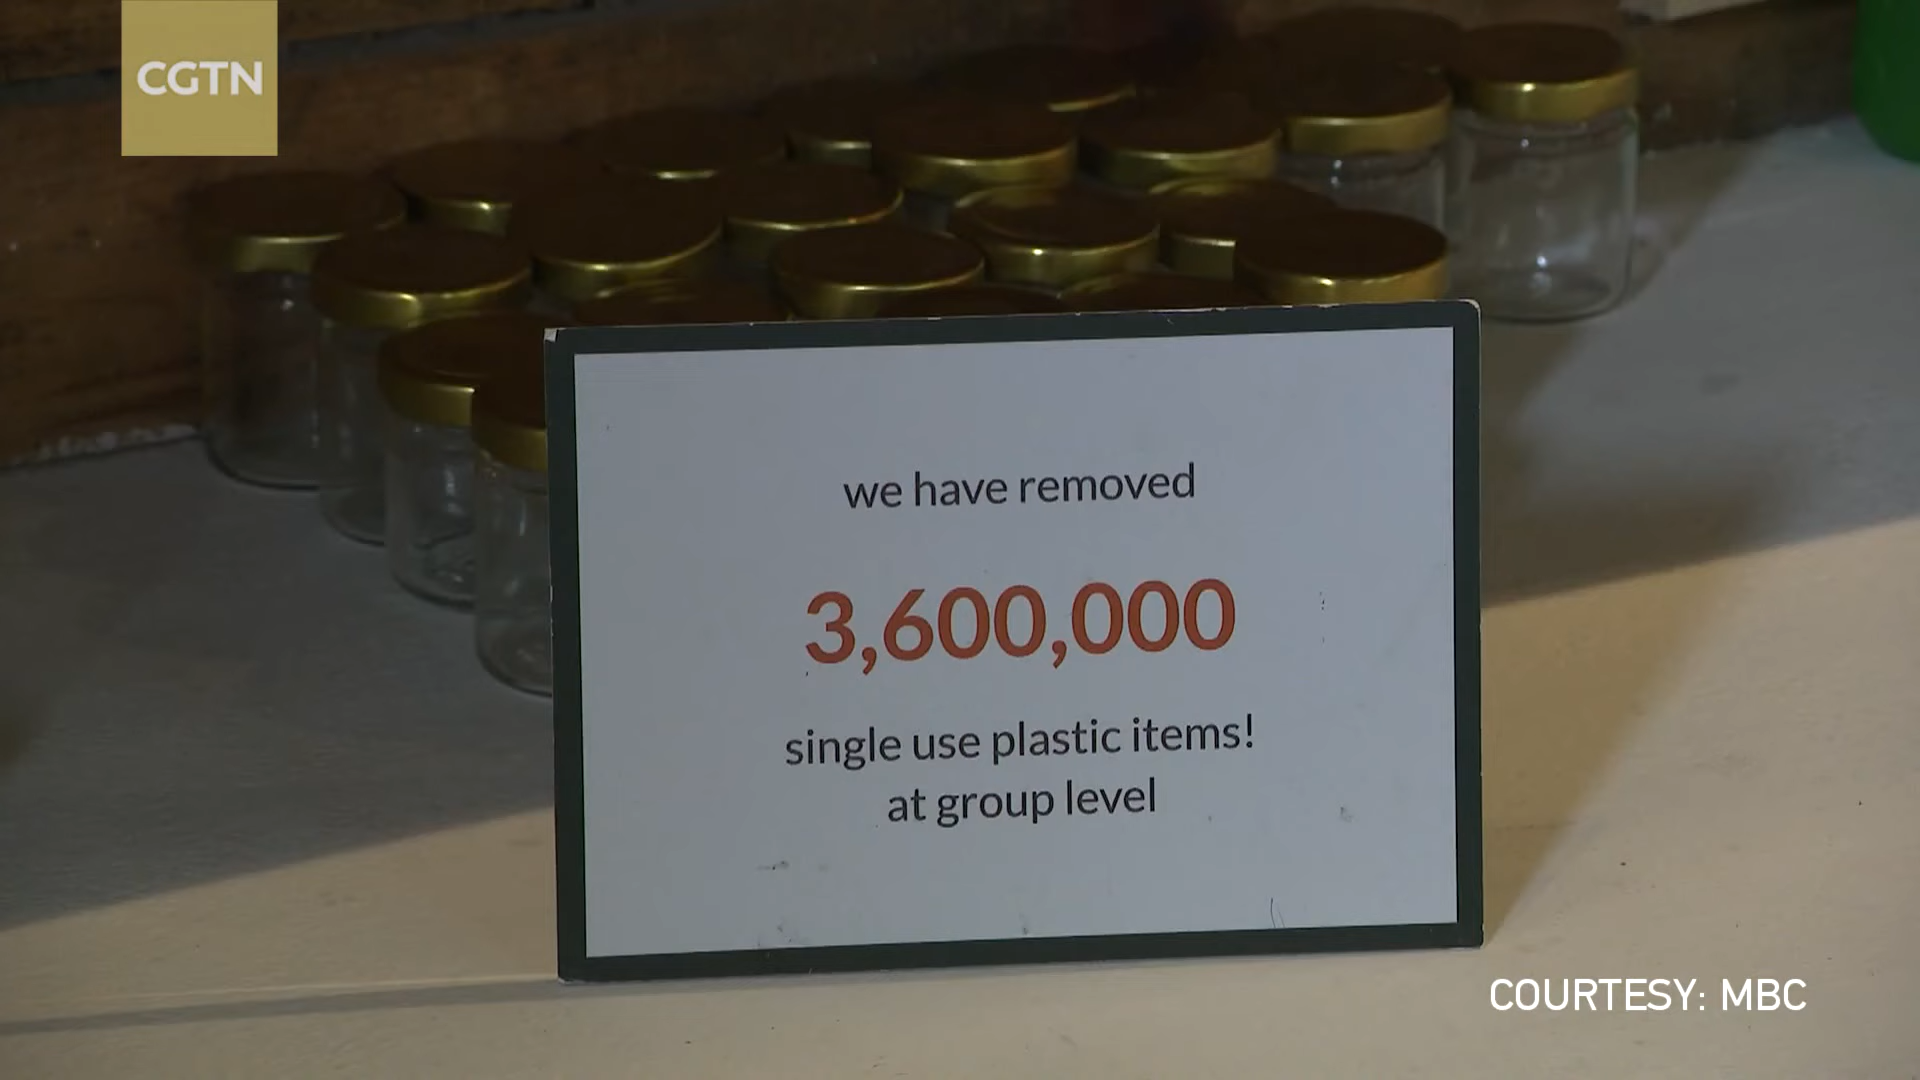 CGTN
we have removed
3,600,000
single use plastic items!
at group level
COURTESY: MBC